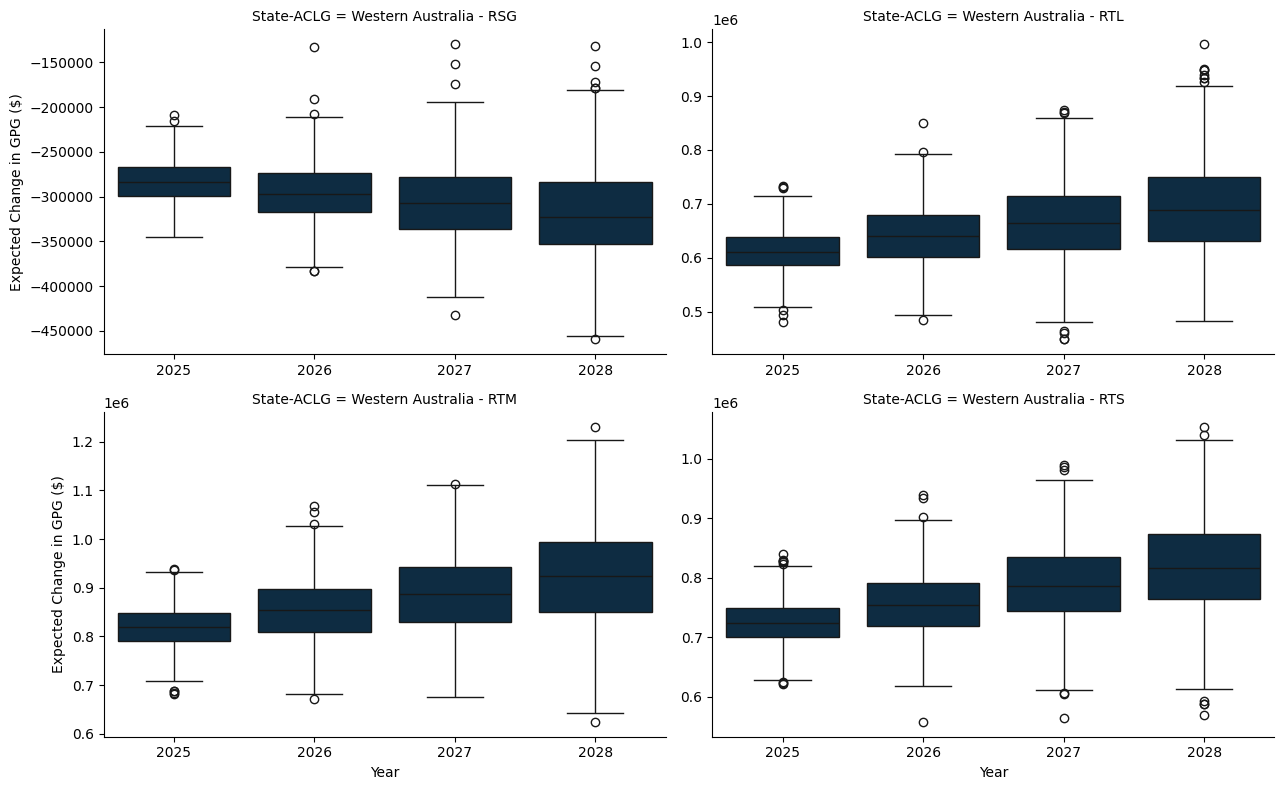 State-ACLG = Western Australia - RSG
Expected Change in GPG ($)
−150000
−200000
−250000
−300000
−350000
−400000
−450000
2025 2026 2027 2028
State-ACLG = Western Australia - RTL
1e6
1.0
0.9
0.8
0.7
0.6
0.5
2025 2026 2027 2028
State-ACLG = Western Australia - RTM
1e6
Expected Change in GPG ($)
1.2
1.1
1.0
0.9
0.8
0.7
0.6
2025 2026 2027 2028
Year
State-ACLG = Western Australia - RTS
1e6
1.0
0.9
0.8
0.7
0.6
2025 2026 2027 2028
Year